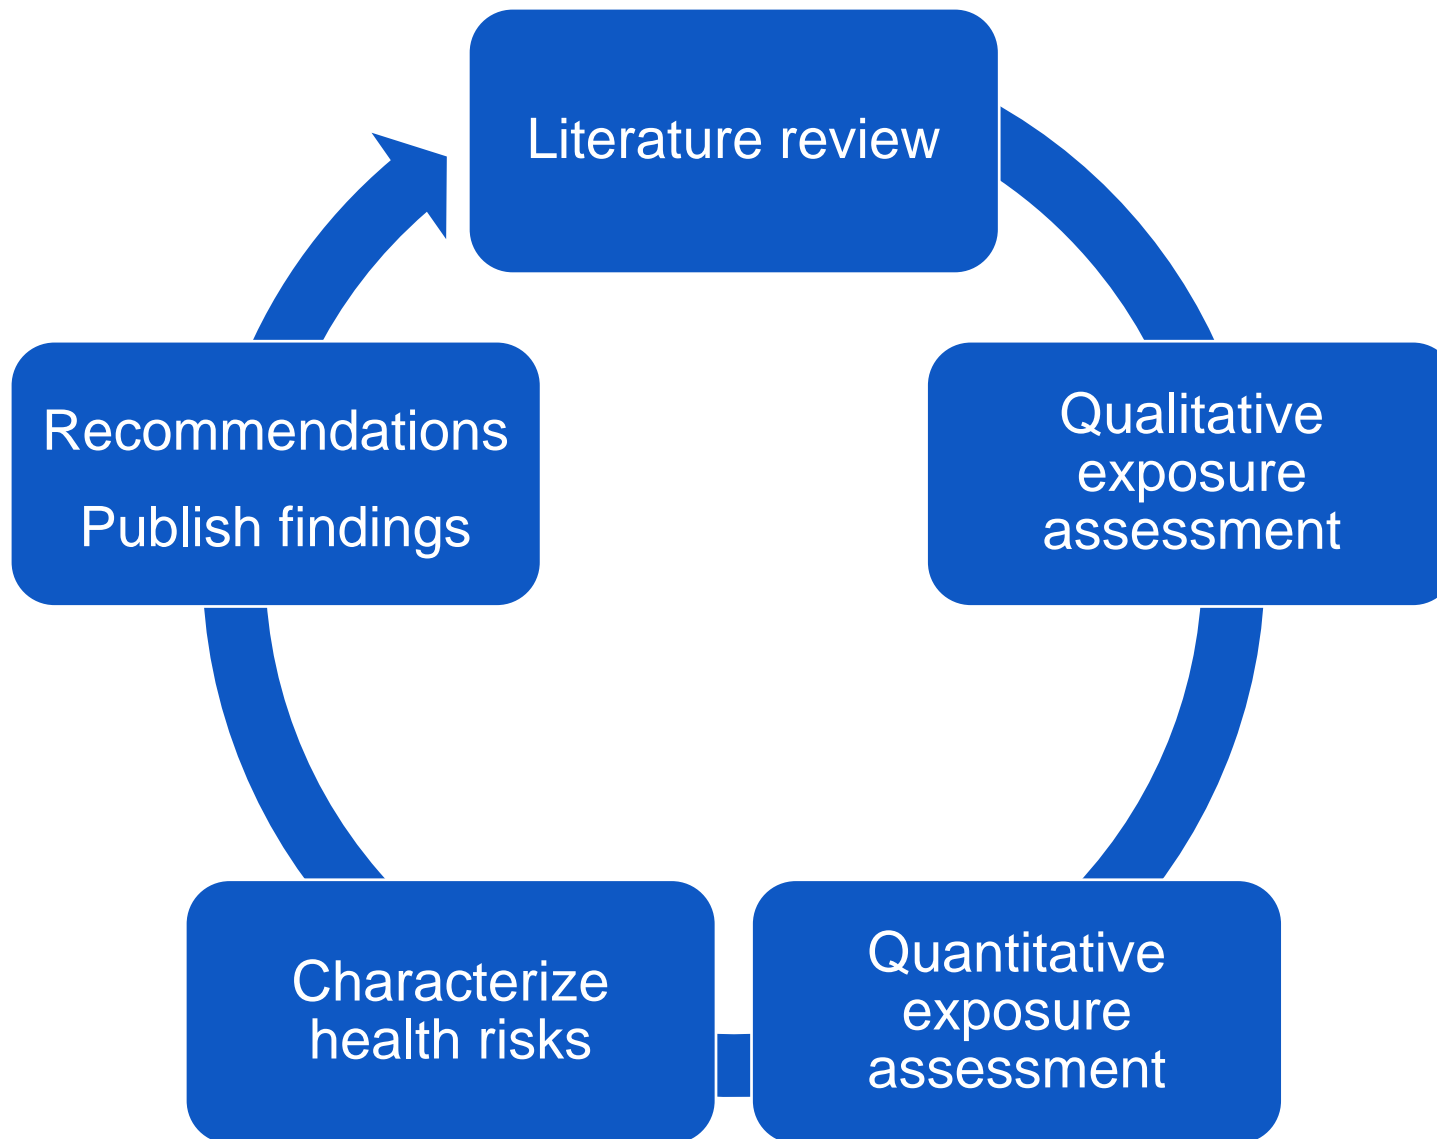 Literature review
Qualitative
exposure
assessment
Quantitative
exposure
assessment
Characterize
health risks
Recommendations
Publish findings